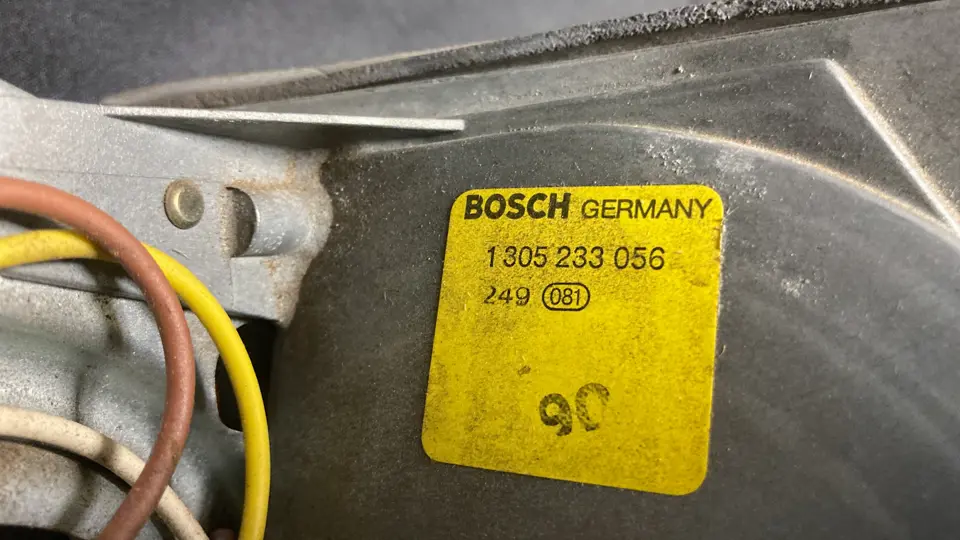 BOSCH GERMANY
1 305 233 056
249 081
90